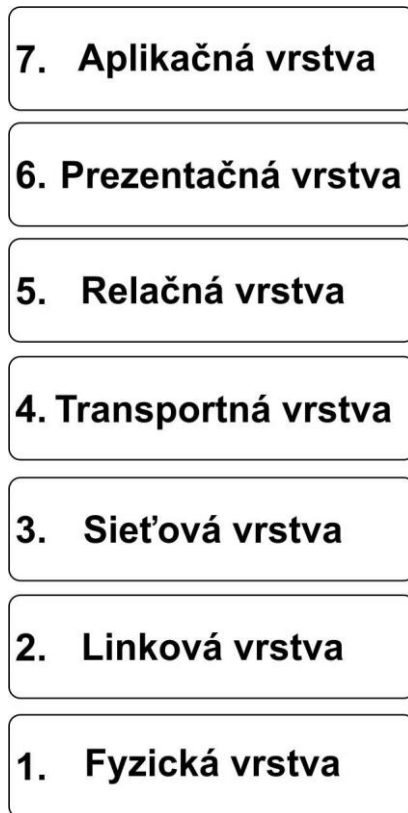 7. Aplikačná vrstva
6. Prezentačná vrstva
5. Relačná vrstva
4. Transportná vrstva
3. Sieťová vrstva
2. Linková vrstva
1. Fyzická vrstva